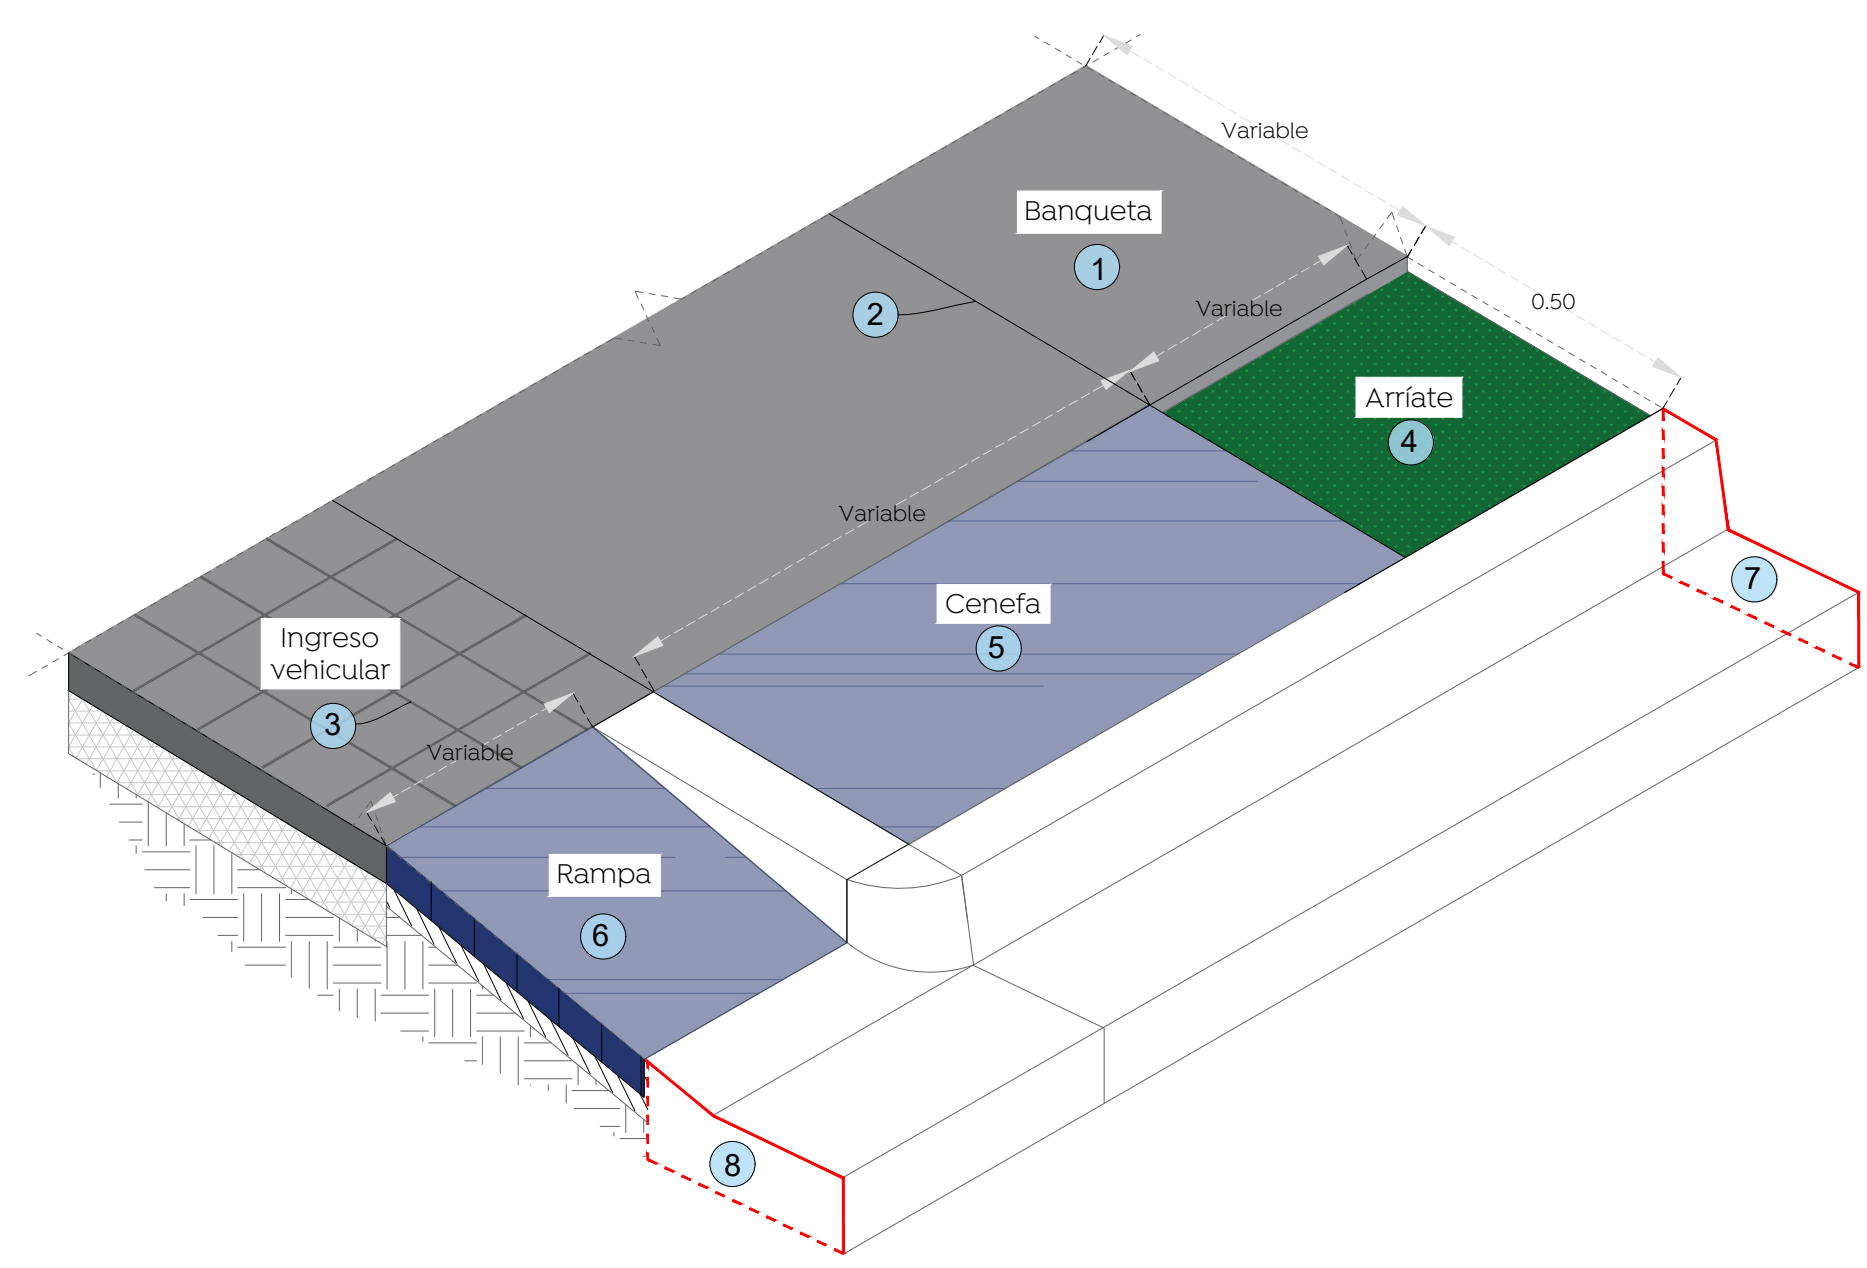 Variable
Banqueta
1
2
Variable
0.50
Arríate
4
Variable
Cenefa
5
7
Ingreso
vehicular
3
Variable
Rampa
6
8